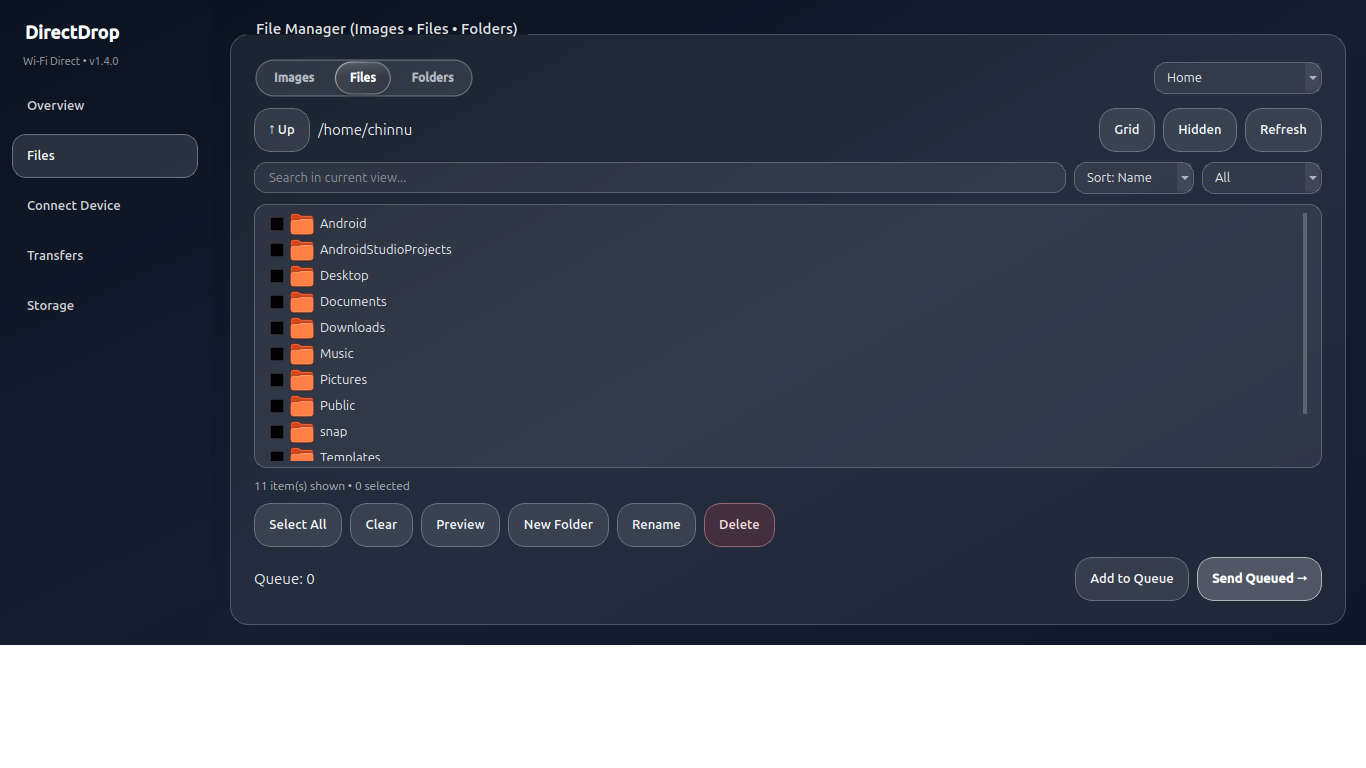 DirectDrop
Wi-Fi Direct • v1.4.0
Overview
Files
Connect Device
Transfers
Storage
File Manager (Images • Files • Folders)
Images Files Folders
Home
↑ Up /home/chinnu
Grid Hidden Refresh
Search in current view...
Sort: Name
All
Android
AndroidStudioProjects
Desktop
Documents
Downloads
Music
Pictures
Public
snap
Templates
11 item(s) shown • 0 selected
Select All Clear Preview New Folder Rename Delete
Queue: 0
Add to Queue Send Queued →